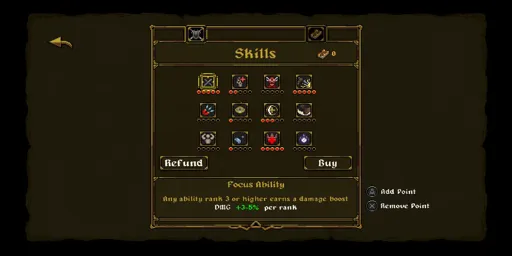 Skills
0
Refund
Buy
Focus Ability
Any ability rank 3 or higher earns a damage boost
DMG +3-5% per rank
Add Point
Remove Point